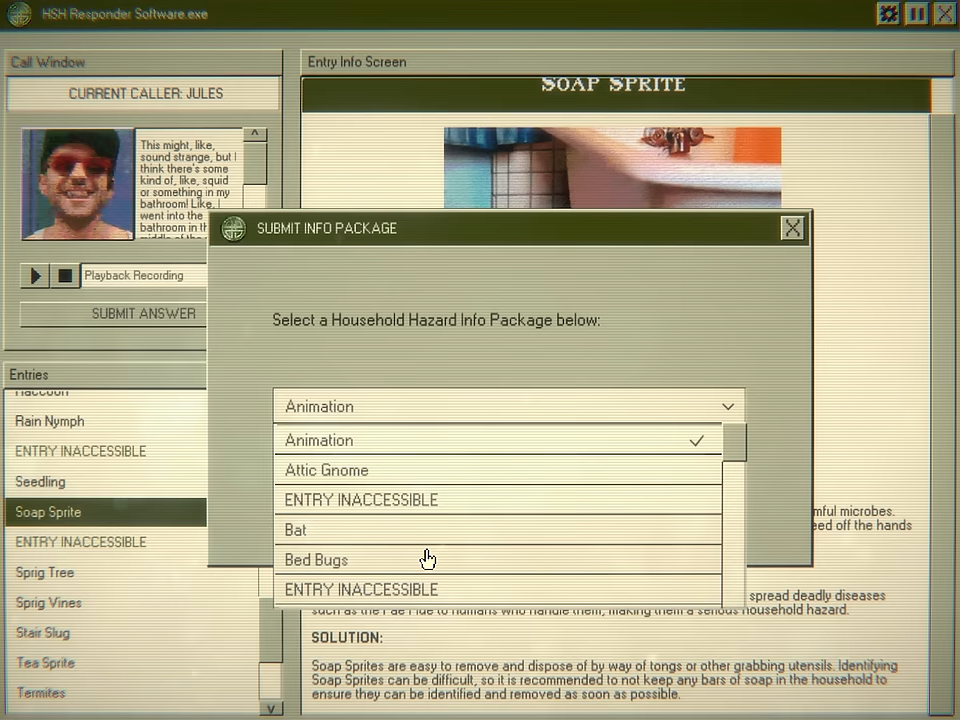 HSH Responder Software.exe
Call Window
CURRENT CALLER: JULES
This might, like,
sound strange, but I
think there's some
kind of, like, squid
or something in my
bathroom! Like, I
went into the
bathroom in th
middle of the
Playback Recording
SUBMIT ANSWER
Entries
Raccoon
Rain Nymph
ENTRY INACCESSIBLE
Seedling
Soap Sprite
ENTRY INACCESSIBLE
Sprig Tree
Sprig Vines
Stair Slug
Tea Sprite
Termites
Entry Info Screen
SOAP SPRITE
SUBMIT INFO PACKAGE
Select a Household Hazard Info Package below:
Animation
Animation
Attic Gnome
ENTRY INACCESSIBLE
Bat
Bed Bugs
ENTRY INACCESSIBLE
mful microbes.
eed off the hands
spread deadly diseases
such as the Fae Flue to humans who handle them, making them a serious household hazard.
SOLUTION:
Soap Sprites are easy to remove and dispose of by way of tongs or other grabbing utensils. Identifying
Soap Sprites can be difficult, so it is recommended to not keep any bars of soap in the household to
ensure they can be identified and removed as soon as possible.